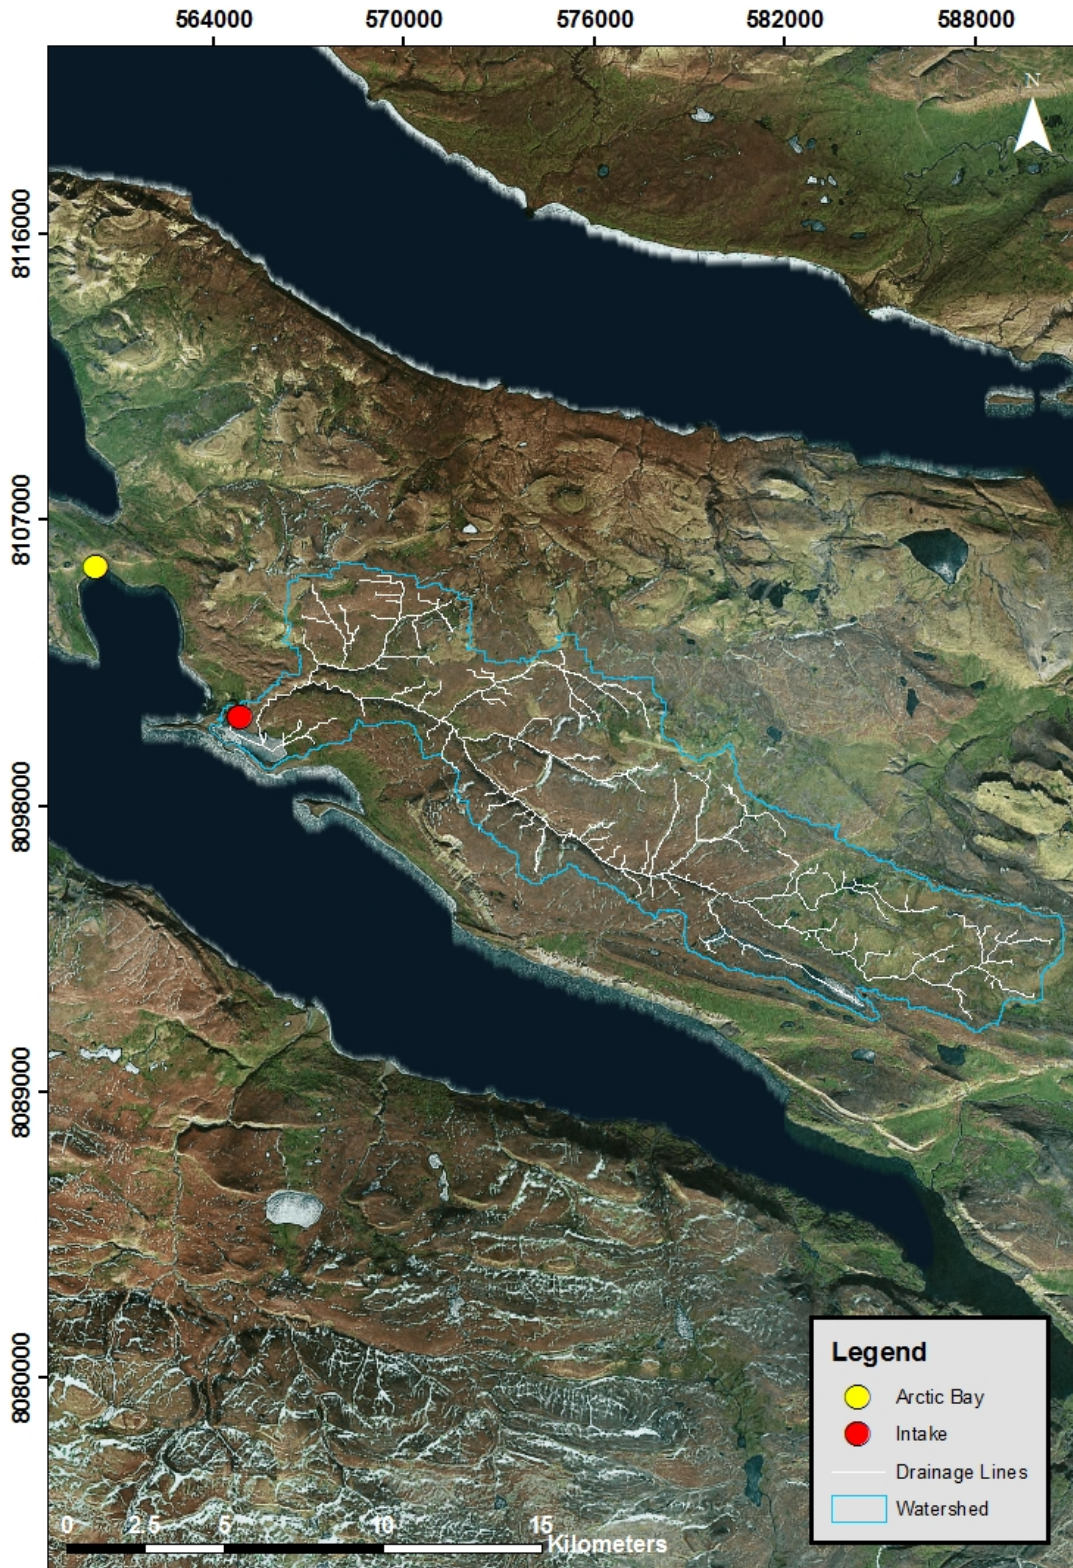 564000 570000 576000 582000 588000
N
8116000
8107000
8098000
8089000
8080000
Legend
Arctic Bay
Intake
Drainage Lines
Watershed
0 2.5 5 10 15
Kilometers